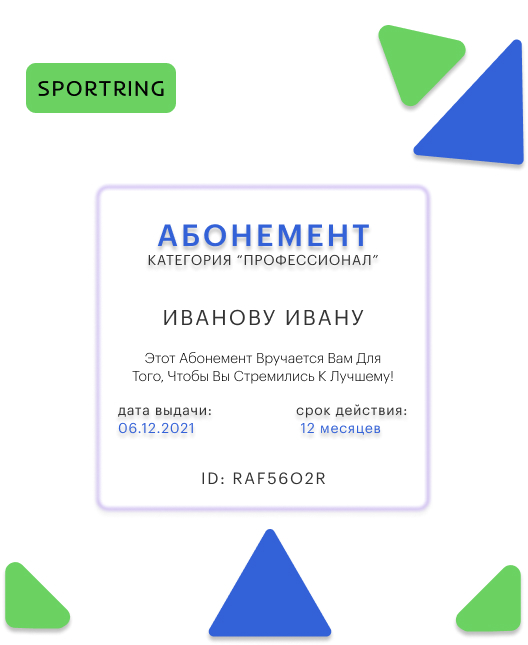 SPORTRING
АБОНЕМЕНТ
КАТЕГОРИЯ “ПРОФЕССИОНАЛ”
ИВАНОВУ ИВАНУ
Этот Абонемент Вручается Вам Для
Того, Чтобы Вы Стремились К Лучшему!
дата выдачи:
06.12.2021
срок действия:
12 месяцев
ID: RAF56O2R